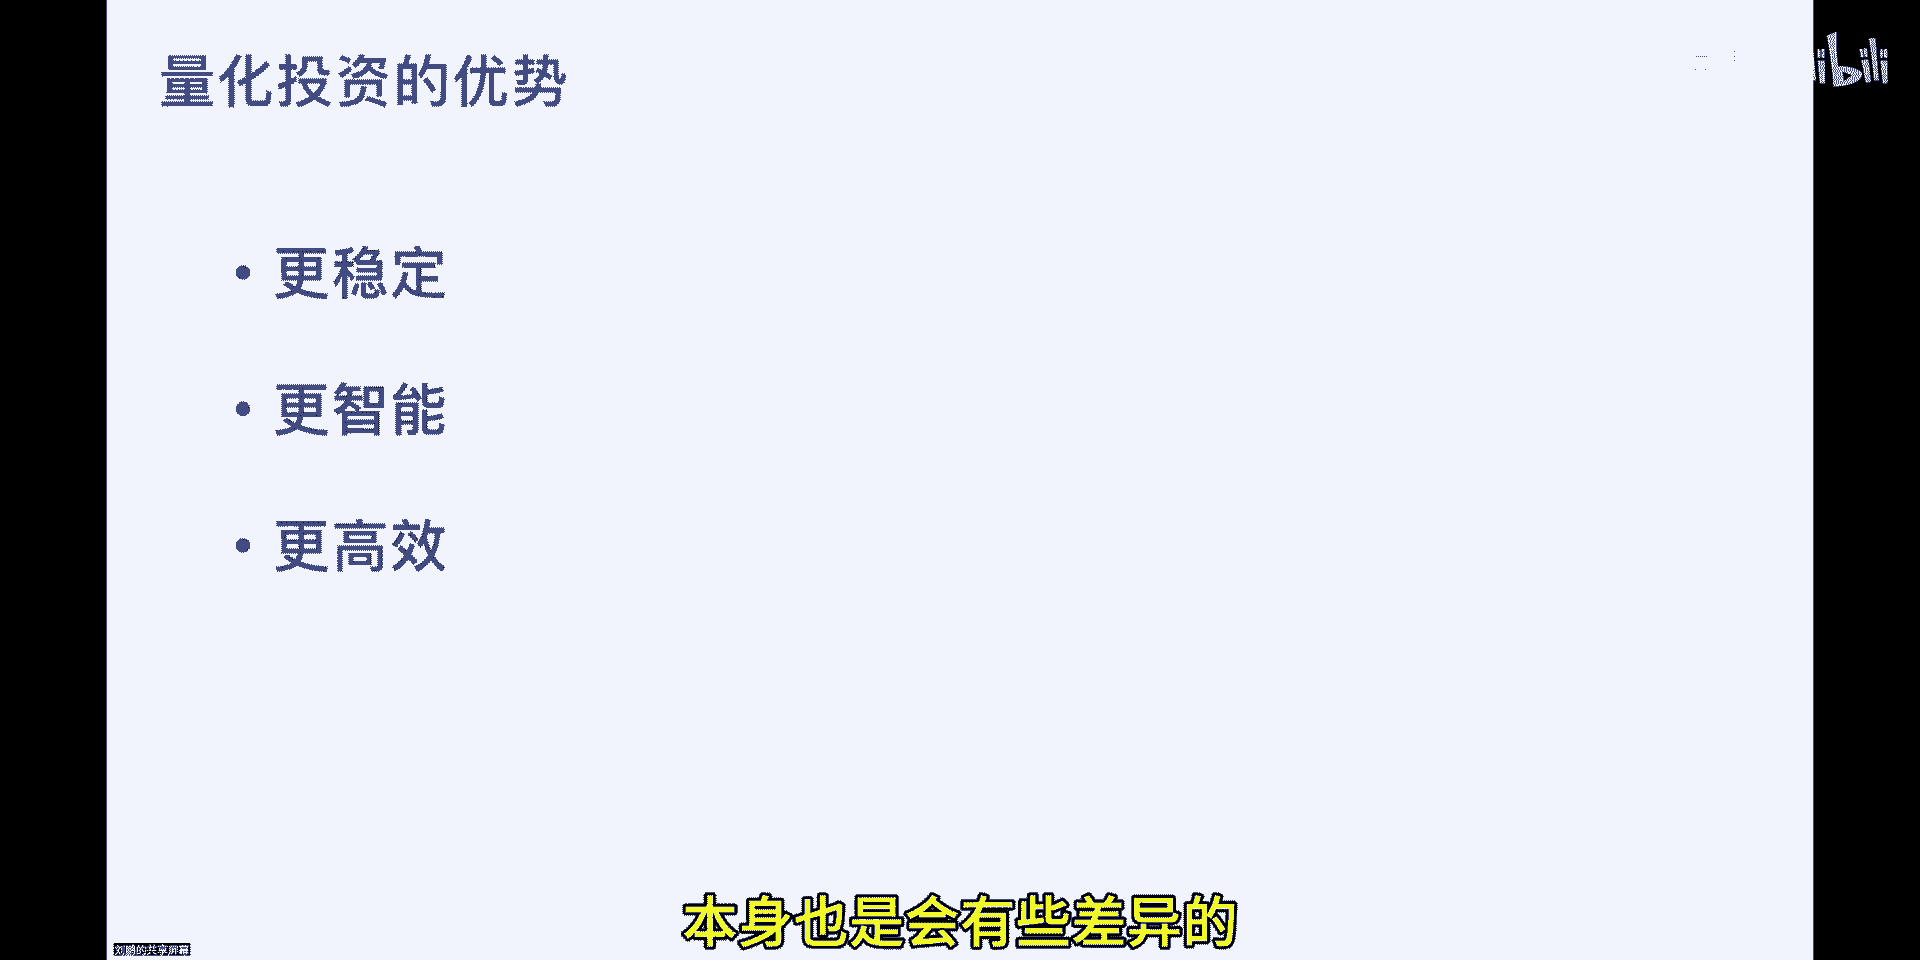 量化投资的优势
ibili
• 更稳定
• 更智能
• 更高效
本身也是会有些差异的
刘鹏的共享屏幕